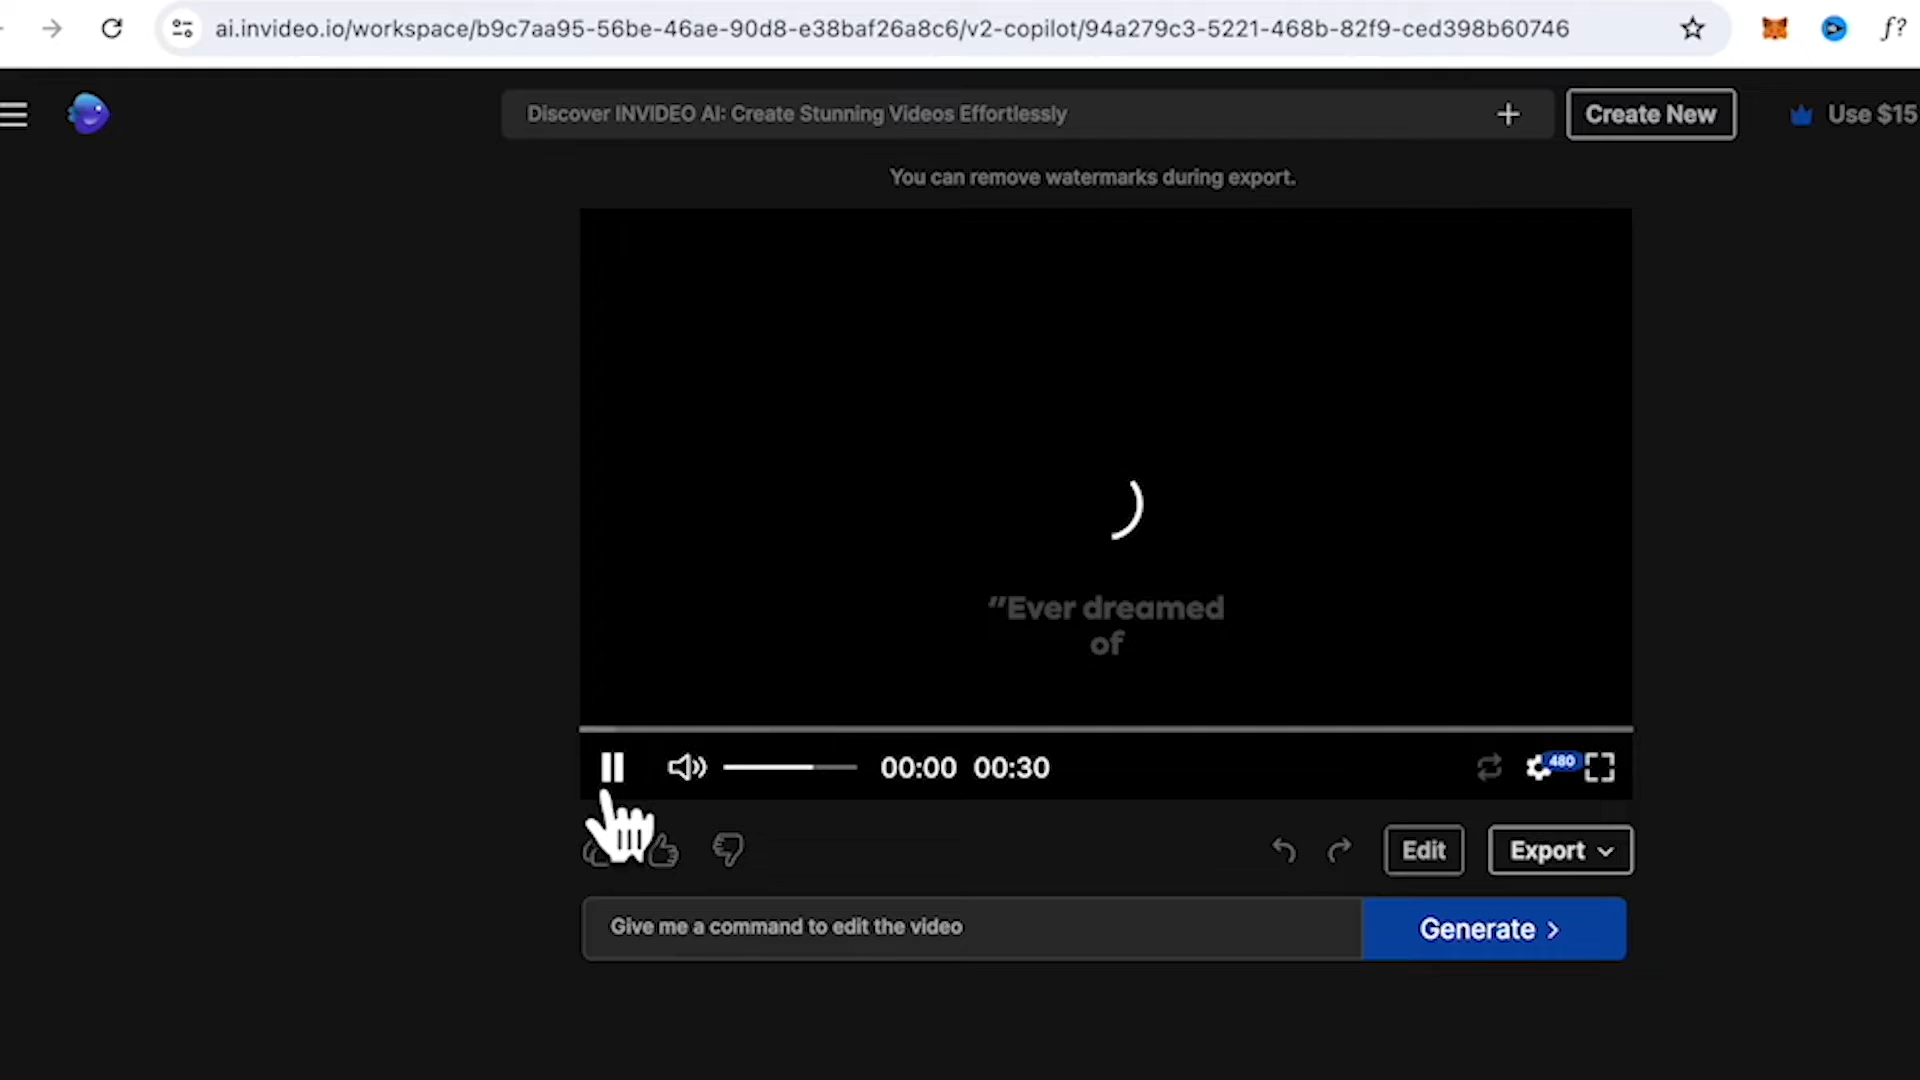 ai.invideo.io/workspace/b9c7aa95-56be-46ae-90d8-e38baf26a8c6/v2-copilot/94a279c3-5221-468b-82f9-ced398b60746
f?
Discover INVIDEO AI: Create Stunning Videos Effortlessly
Create New
Use $15
You can remove watermarks during export.
"Ever dreamed
of
00:00 00:30
480
Edit
Export
Give me a command to edit the video
Generate >